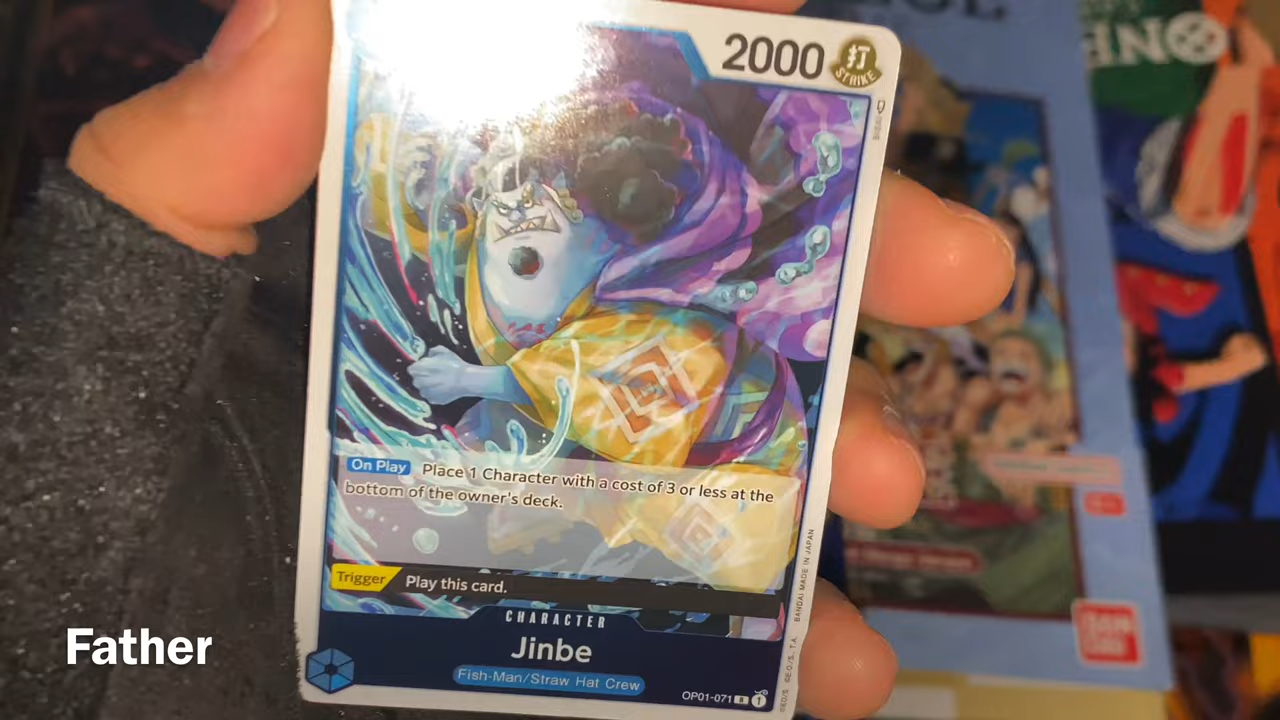 2000
打
STRIKE
On Play Place 1 Character with a cost of 3 or less at the
bottom of the owner's deck.
Trigger Play this card.
CHARACTER
Jinbe
Fish-Man/Straw Hat Crew
OP01-071 R 1
BANDAI MADE IN JAPAN
Father